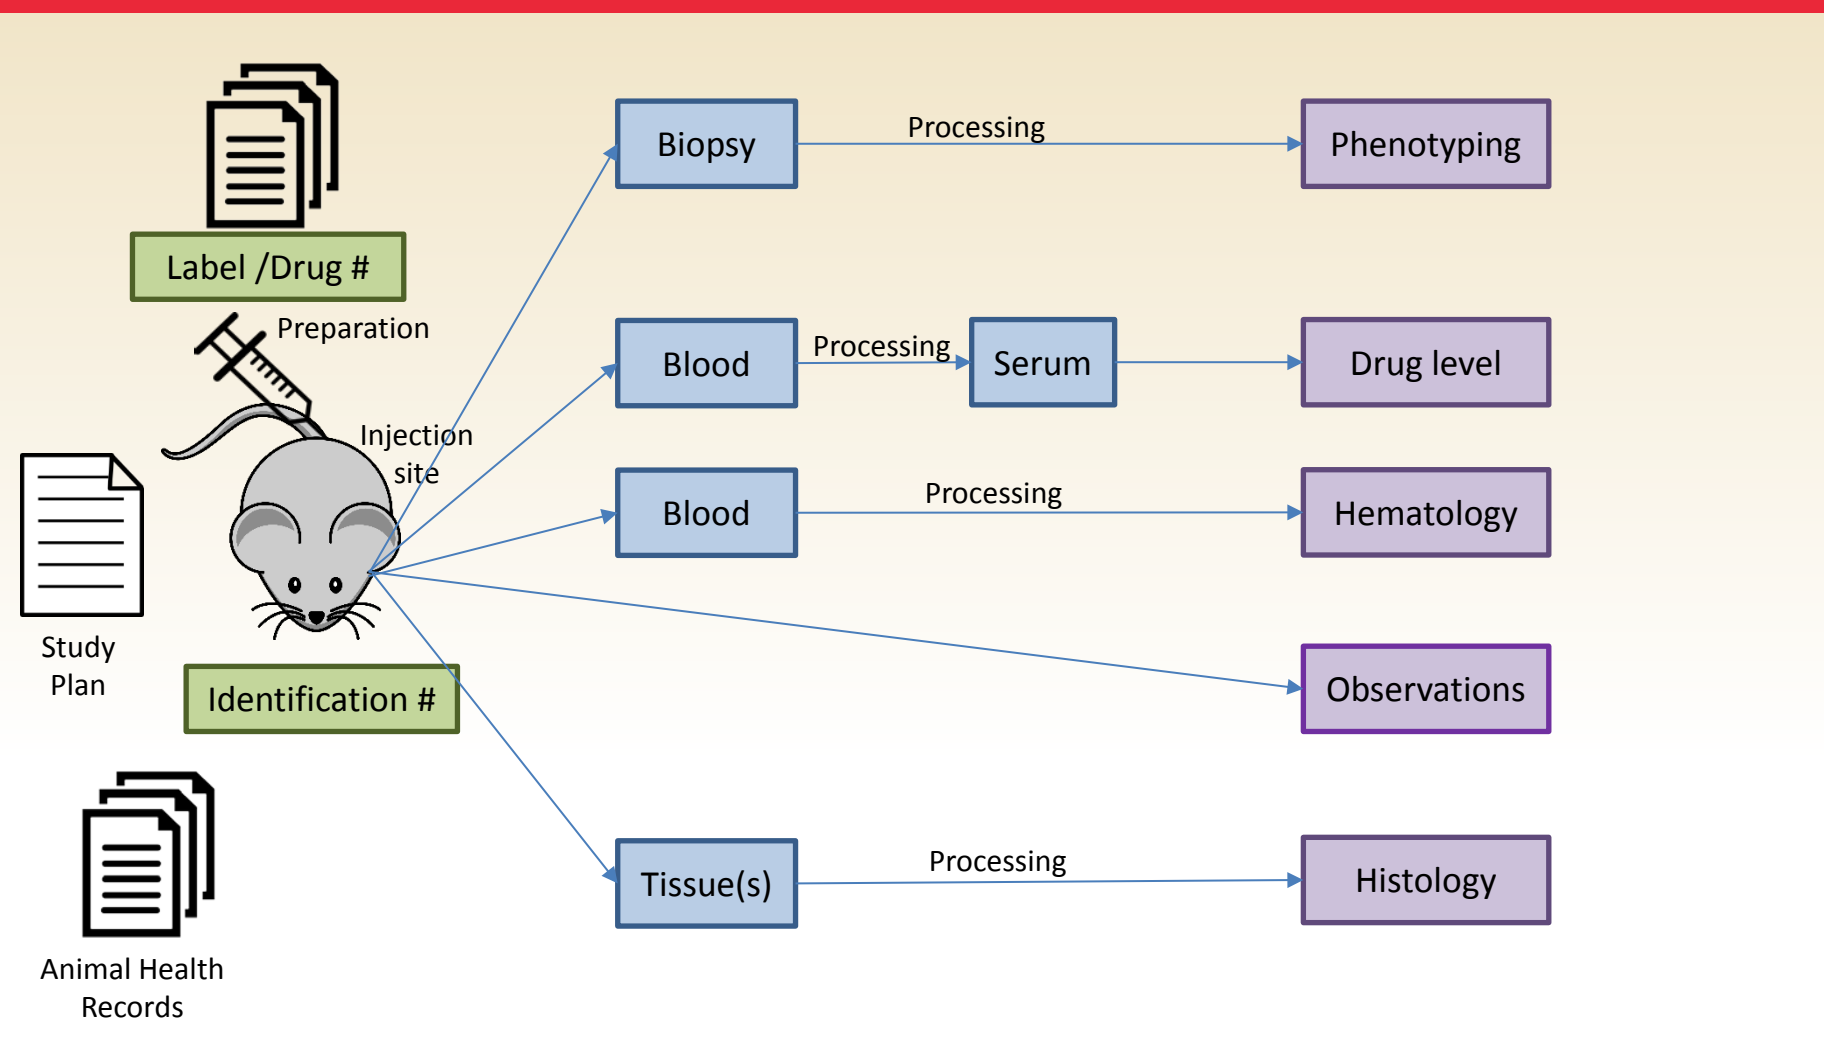 Label /Drug #
Preparation
Injection
site
Study
Plan
Identification #
Animal Health
Records
Biopsy
Processing
Phenotyping
Blood
Processing
Serum
Drug level
Blood
Processing
Hematology
Observations
Tissue(s)
Processing
Histology